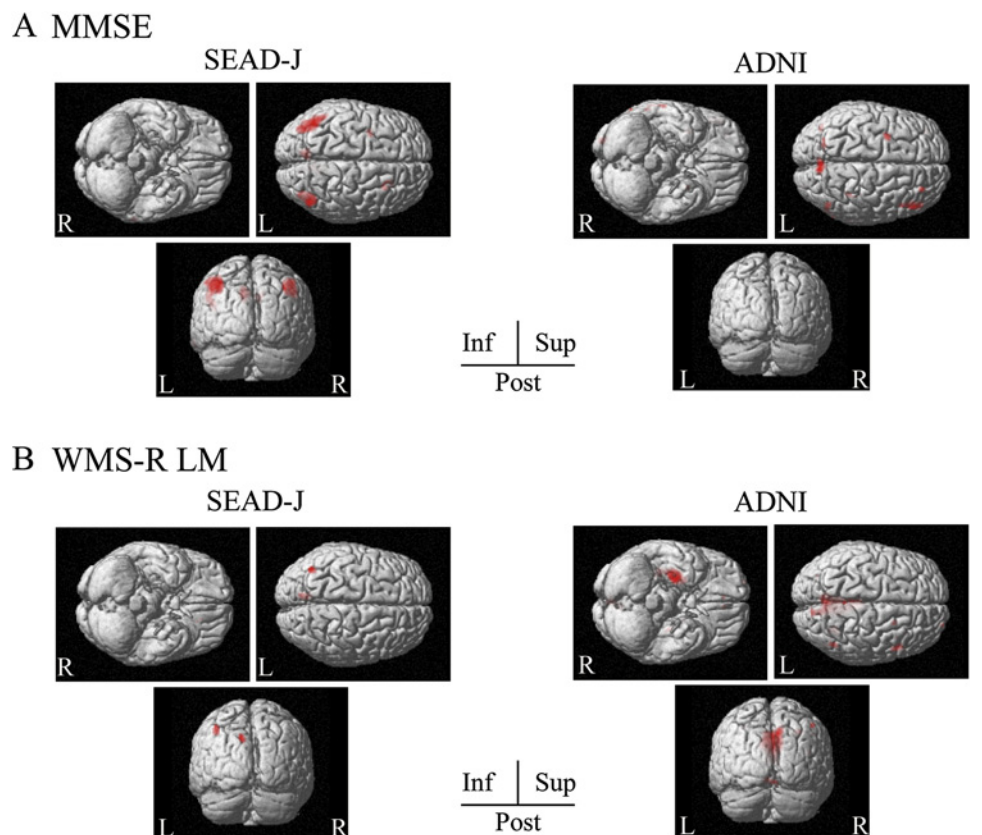 A MMSE
SEAD-J ADNI
R L R L
L R L R
Inf Sup
Post
B WMS-R LM
SEAD-J ADNI
R L R L
L R L R
Inf Sup
Post